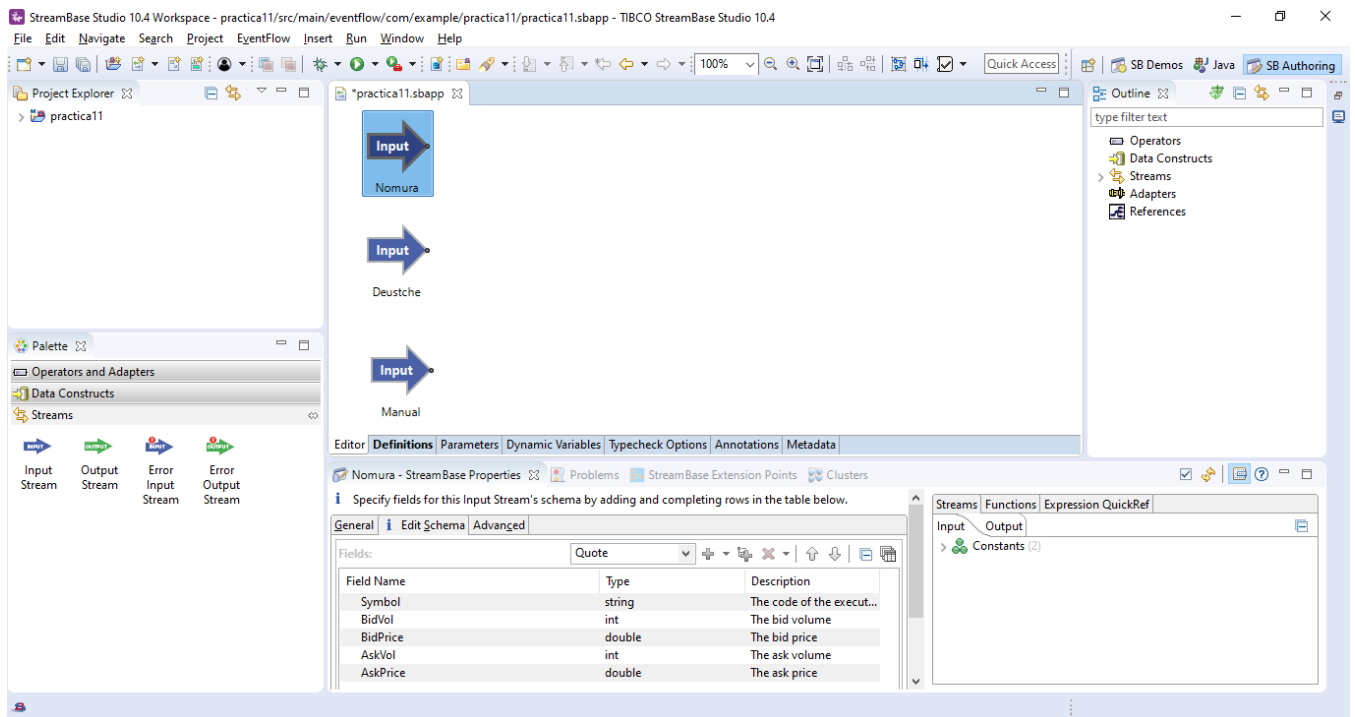 StreamBase Studio 10.4 Workspace - practica11/src/main/eventflow/com/example/practica11/practica11.sbapp - TIBCO StreamBase Studio 10.4
File Edit Navigate Search Project EventFlow Insert Run Window Help
100% Quick Access SB Demos Java SB Authoring
Project Explorer
practica11
*practica11.sbapp
Input
Nomura
Input
Deustche
Input
Manual
Editor Definitions Parameters Dynamic Variables Typecheck Options Annotations Metadata
Outline
type filter text
Operators
Data Constructs
Streams
Adapters
References
Palette
Operators and Adapters
Data Constructs
Streams
INPUT OUTPUT INPUT OUTPUT
Input Output Error Error
Stream Stream Input Output
Stream Stream
Nomura - StreamBase Properties Problems StreamBase Extension Points Clusters
Specify fields for this Input Stream's schema by adding and completing rows in the table below.
General Edit Schema Advanced
Fields: Quote
Field Name Type Description
Symbol string The code of the execut...
BidVol int The bid volume
BidPrice double The bid price
AskVol int The ask volume
AskPrice double The ask price
Streams Functions Expression QuickRef
Input Output
Constants (2)